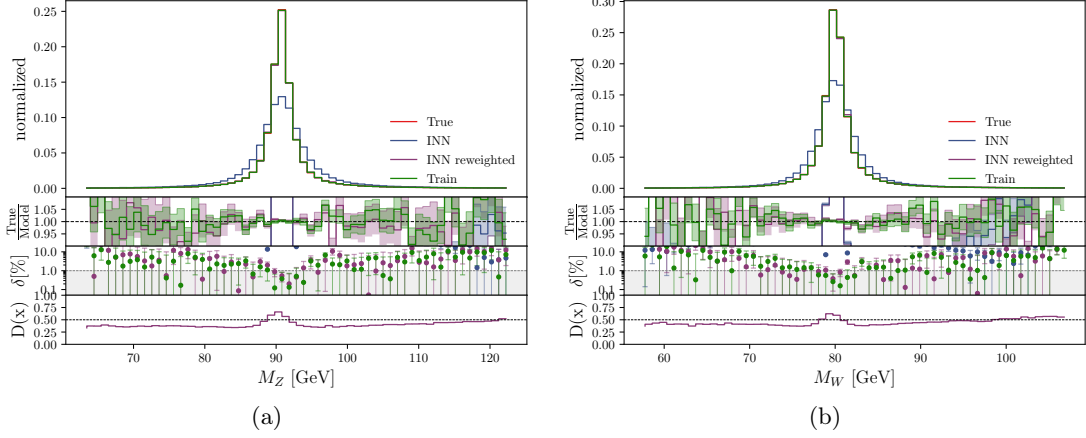 0.25
0.20
0.15
0.10
0.05
0.00
normalized
True
INN
INN reweighted
Train
1.05
1.00
0.95
True
Model
10.0
1.0
0.1
δ[%]
1.00
0.75
0.50
0.25
0.00
D(x)
70
80
90
100
110
120
M_Z [GeV]
(a)
0.30
0.25
0.20
0.15
0.10
0.05
0.00
normalized
True
INN
INN reweighted
Train
1.05
1.00
0.95
True
Model
10.0
1.0
0.1
δ[%]
1.00
0.75
0.50
0.25
0.00
D(x)
60
70
80
90
100
M_W [GeV]
(b)